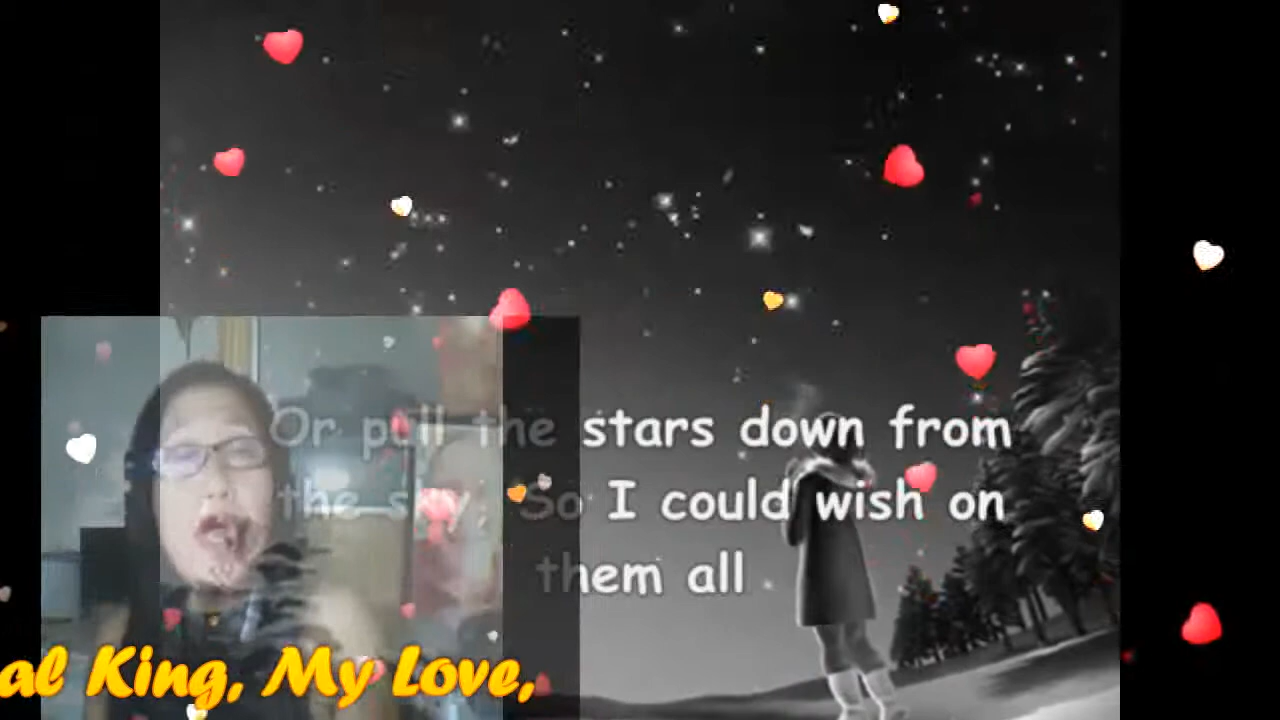 Or pull the stars down from
the sky, So I could wish on
them all
al King, My Love,